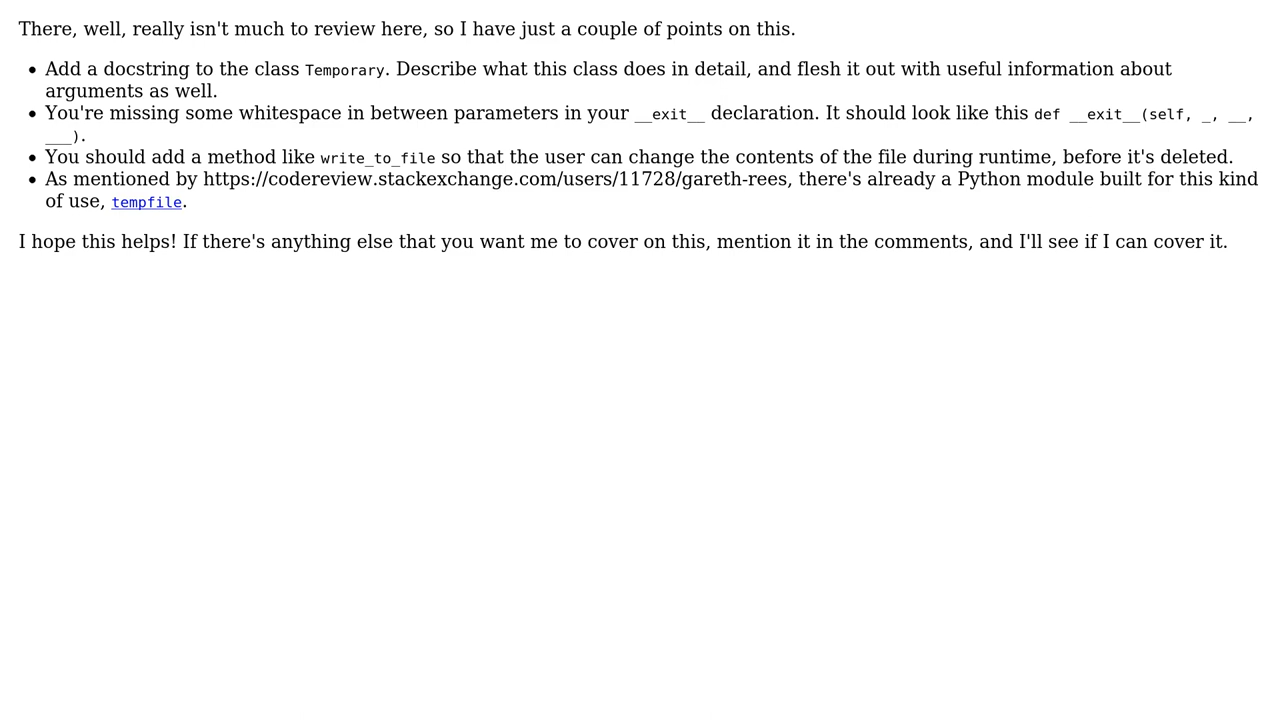 There, well, really isn't much to review here, so I have just a couple of points on this.
• Add a docstring to the class Temporary. Describe what this class does in detail, and flesh it out with useful information about
arguments as well.
• You're missing some whitespace in between parameters in your __exit__ declaration. It should look like this def __exit__(self, _, __,
___).
• You should add a method like write_to_file so that the user can change the contents of the file during runtime, before it's deleted.
• As mentioned by https://codereview.stackexchange.com/users/11728/gareth-rees, there's already a Python module built for this kind
of use, tempfile.
I hope this helps! If there's anything else that you want me to cover on this, mention it in the comments, and I'll see if I can cover it.